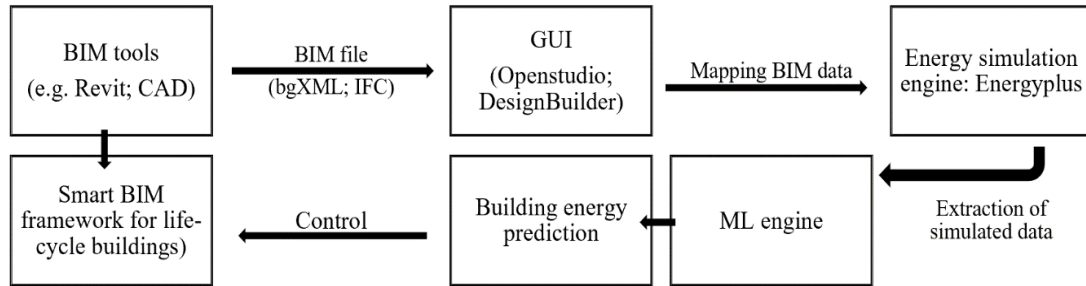 BIM tools
(e.g. Revit; CAD)
BIM file
(bgXML; IFC)
GUI
(Openstudio;
DesignBuilder)
Mapping BIM data
Energy simulation
engine: Energyplus
Smart BIM
framework for life-
cycle buildings)
Control
Building energy
prediction
ML engine
Extraction of
simulated data